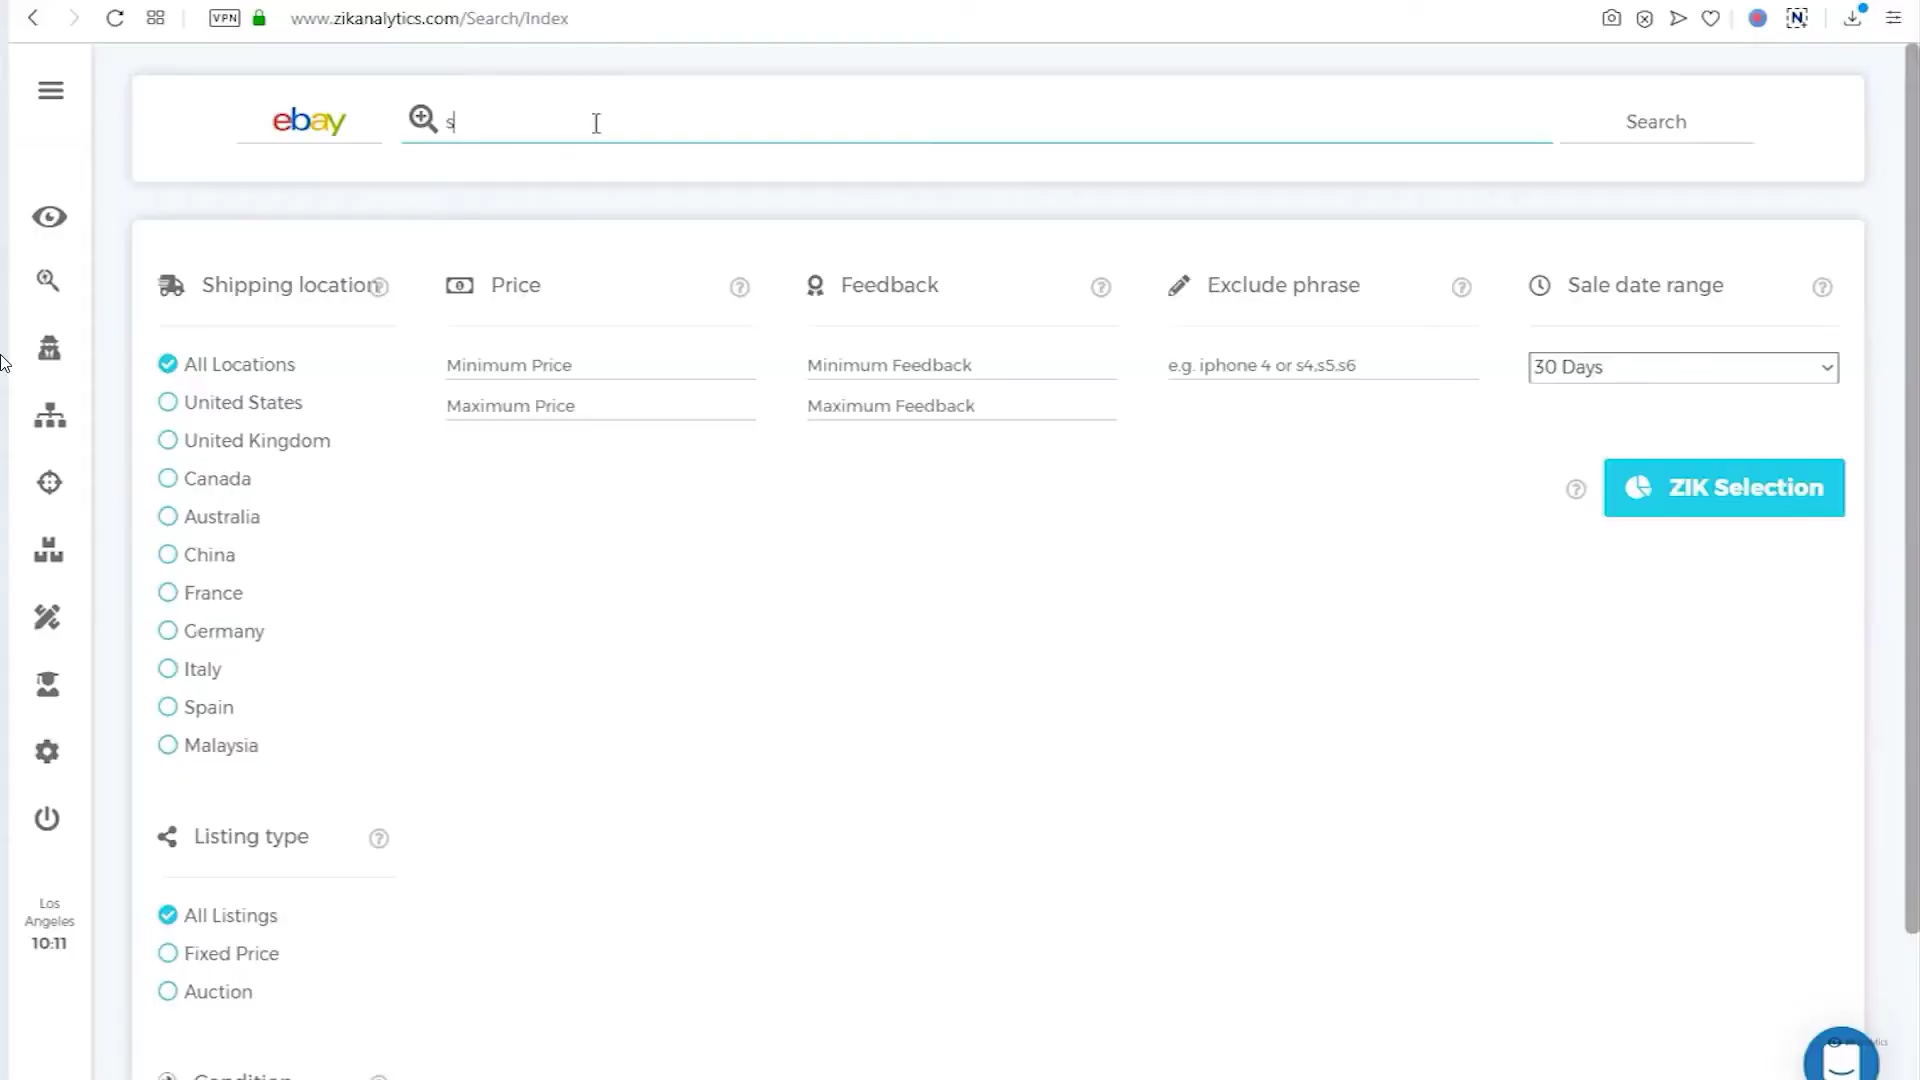 VPN
www.zikanalytics.com/Search/Index
N
ebay
s
Search
Shipping location
Price
Feedback
Exclude phrase
Sale date range
All Locations
Minimum Price
Minimum Feedback
e.g. iphone 4 or s4,s5,s6
30 Days
United States
Maximum Price
Maximum Feedback
United Kingdom
Canada
ZIK Selection
Australia
China
France
Germany
Italy
Spain
Malaysia
Listing type
Los
Angeles
10:11
All Listings
Fixed Price
Auction
Condition